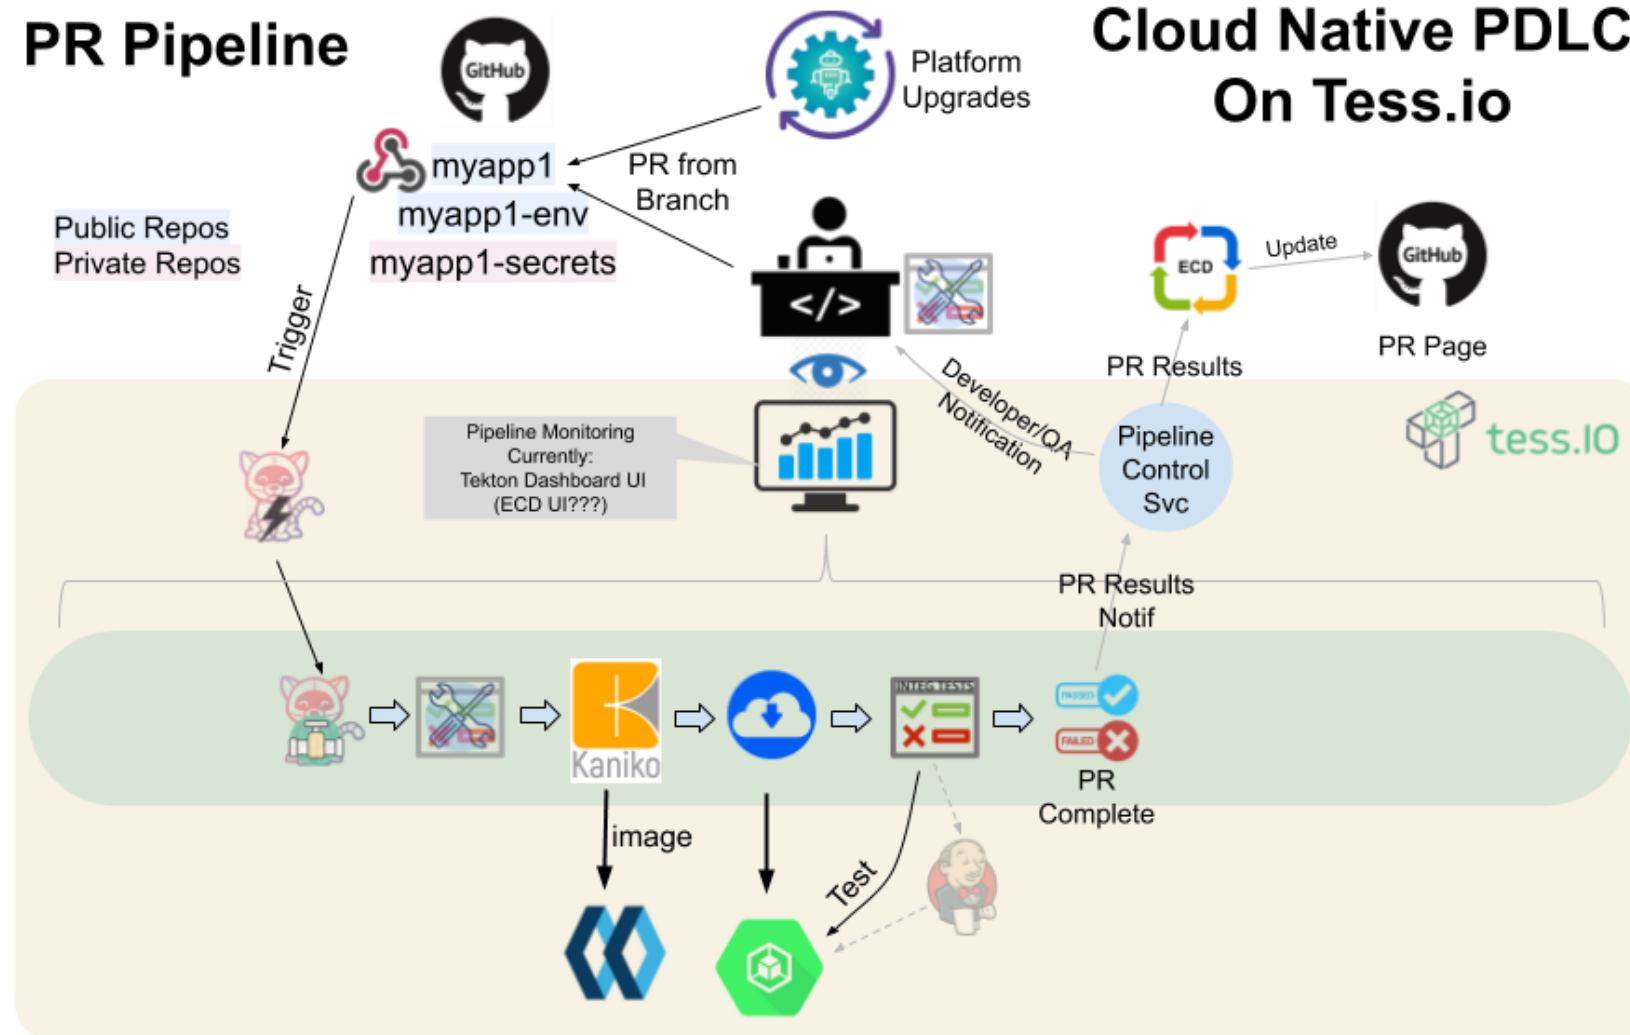 PR Pipeline
Cloud Native PDLC
On Tess.io
GitHub
Platform
Upgrades
myapp1
myapp1-env
myapp1-secrets
PR from
Branch
Public Repos
Private Repos
Trigger
</>
ECD
Update
GitHub
PR Page
PR Results
Developer/QA
Notification
Pipeline Monitoring
Currently:
Tekton Dashboard UI
(ECD UI???)
Pipeline
Control
Svc
tess.IO
PR Results
Notif
Kaniko
INTEG TESTS
PASSED
FAILED
PR
Complete
image
Test